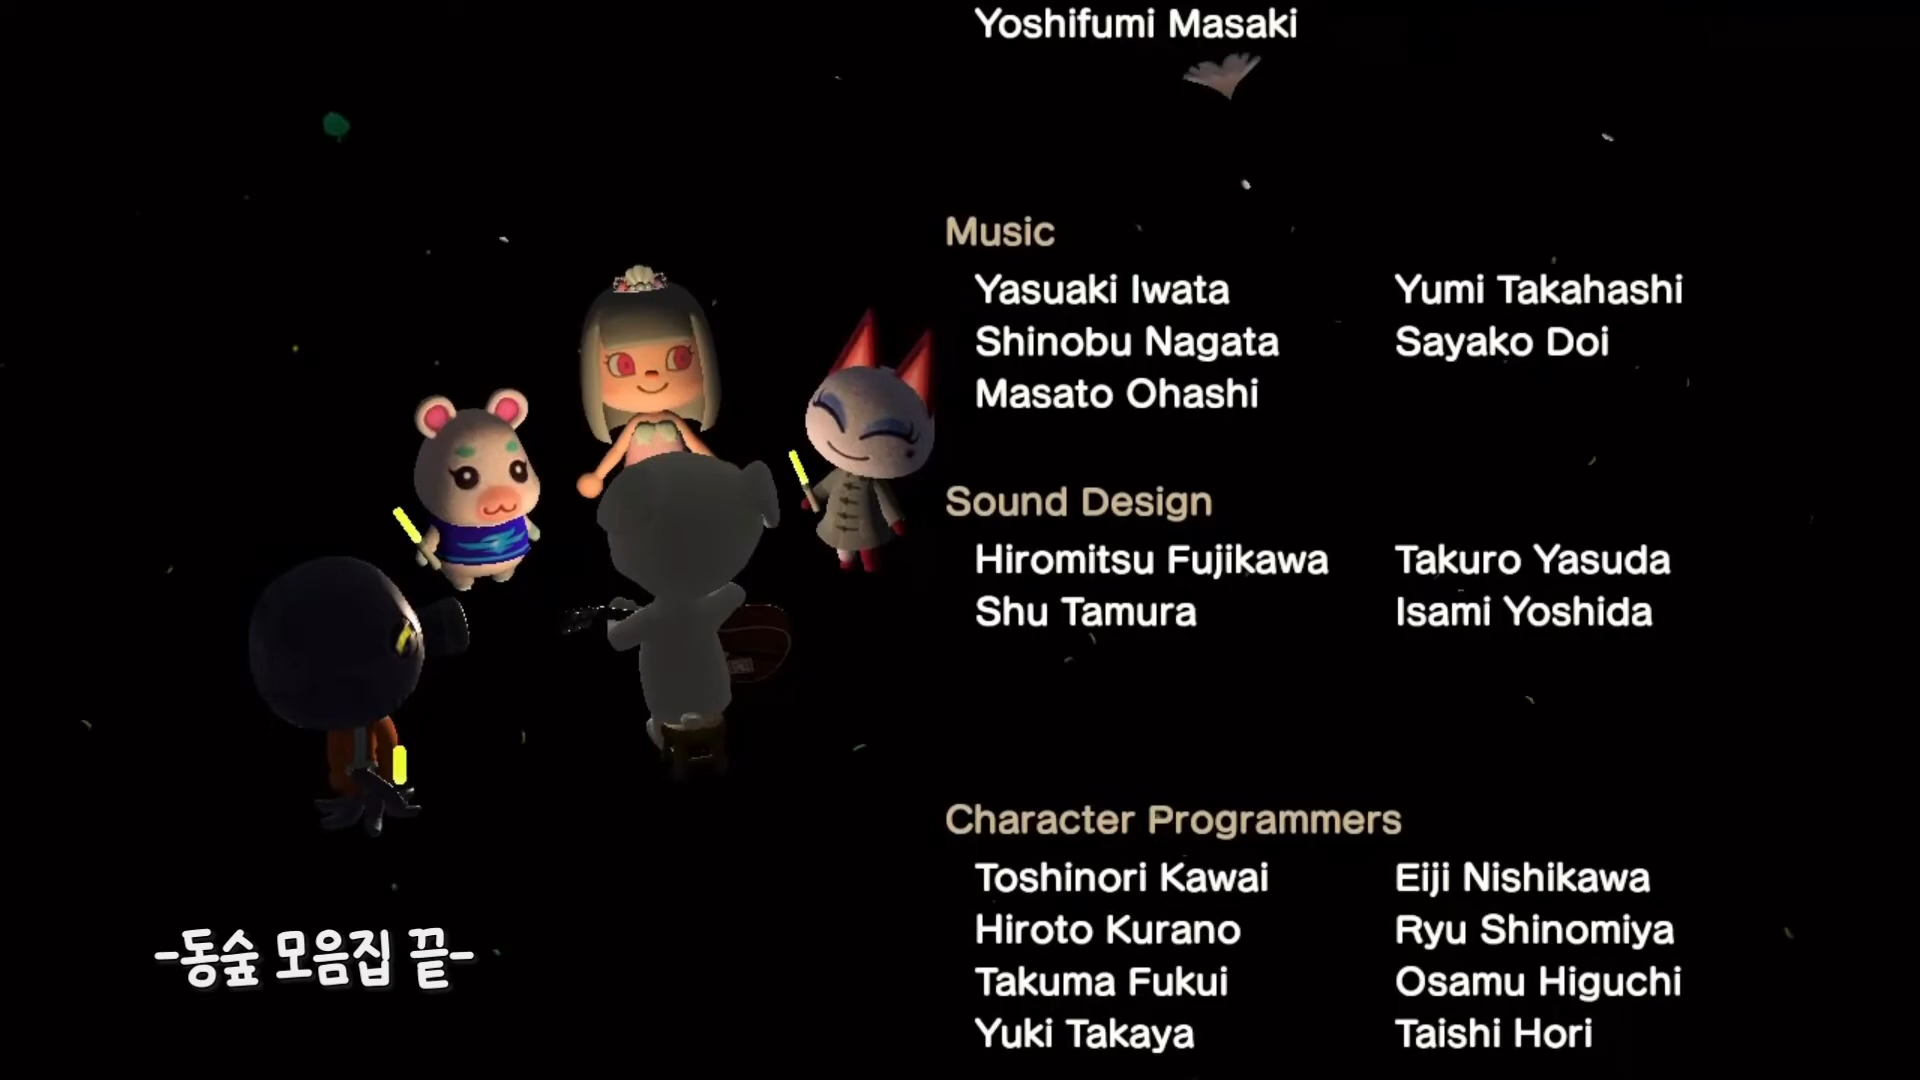 Yoshifumi Masaki
Music
Yasuaki Iwata Yumi Takahashi
Shinobu Nagata Sayako Doi
Masato Ohashi
Sound Design
Hiromitsu Fujikawa Takuro Yasuda
Shu Tamura Isami Yoshida
Character Programmers
Toshinori Kawai Eiji Nishikawa
Hiroto Kurano Ryu Shinomiya
Takuma Fukui Osamu Higuchi
Yuki Takaya Taishi Hori
-동숲 모음집 끝-